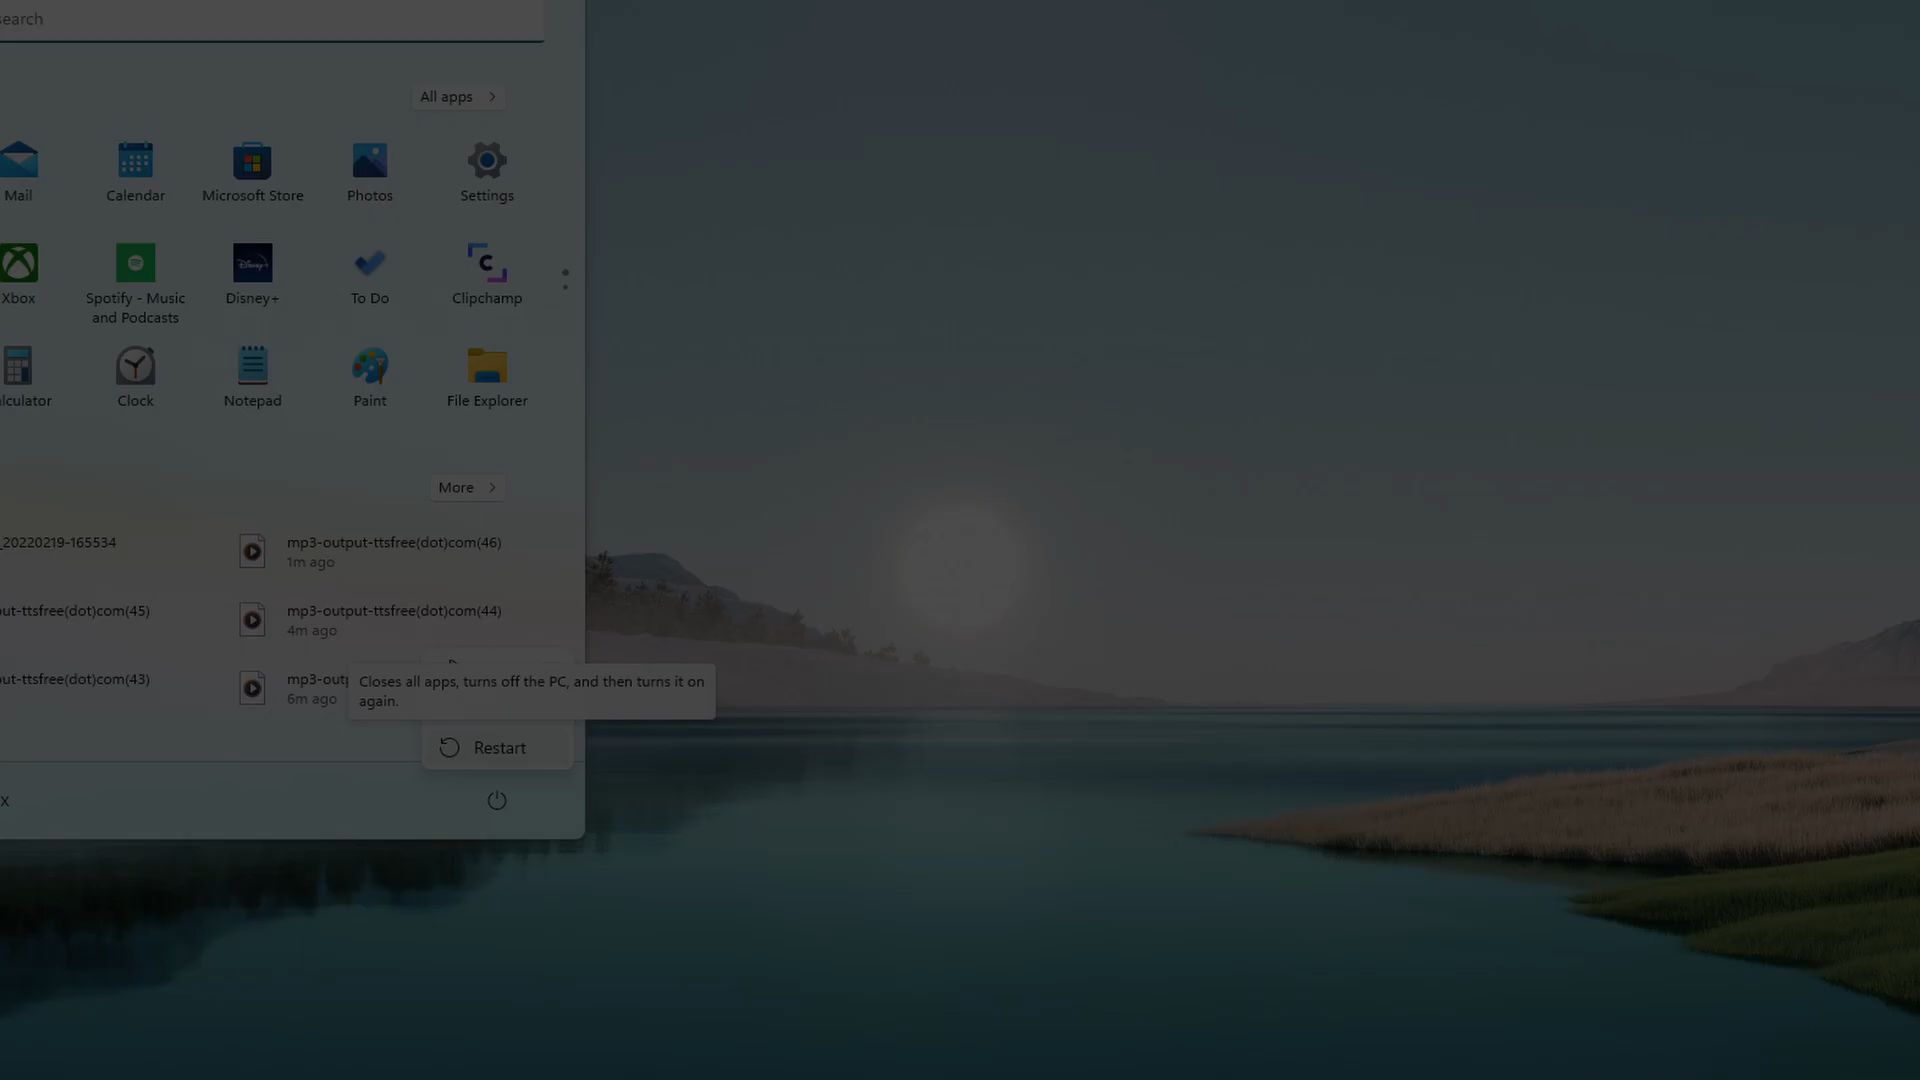 search
All apps
Mail
Calendar
Microsoft Store
Photos
Settings
Xbox
Spotify - Music
and Podcasts
Disney+
To Do
Clipchamp
lculator
Clock
Notepad
Paint
File Explorer
More
_20220219-165534
mp3-output-ttsfree(dot)com(46)
1m ago
ut-ttsfree(dot)com(45)
mp3-output-ttsfree(dot)com(44)
4m ago
ut-ttsfree(dot)com(43)
mp3-outp
6m ago
Closes all apps, turns off the PC, and then turns it on
again.
Restart
x